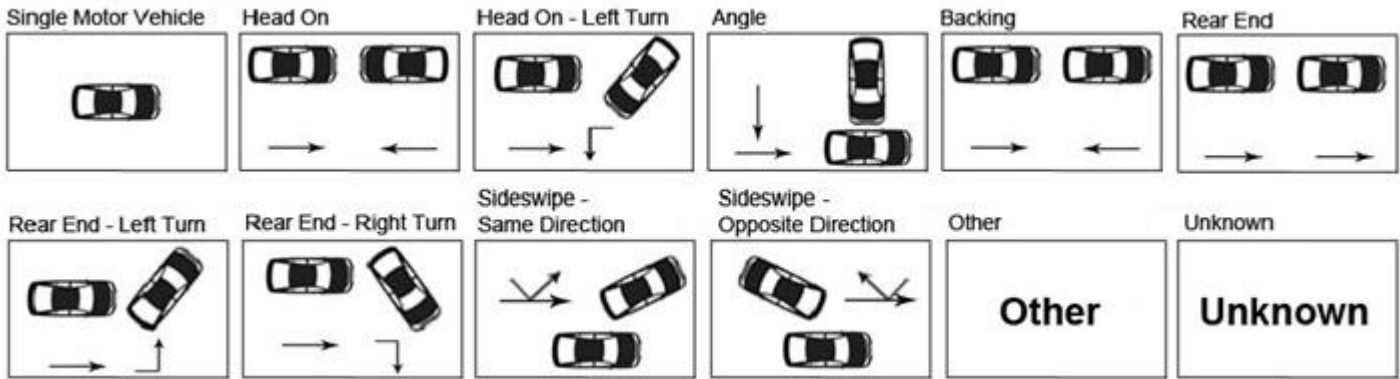 Single Motor Vehicle
Head On
Head On - Left Turn
Angle
Backing
Rear End
Rear End - Left Turn
Rear End - Right Turn
Sideswipe -
Same Direction
Sideswipe -
Opposite Direction
Other
Other
Unknown
Unknown